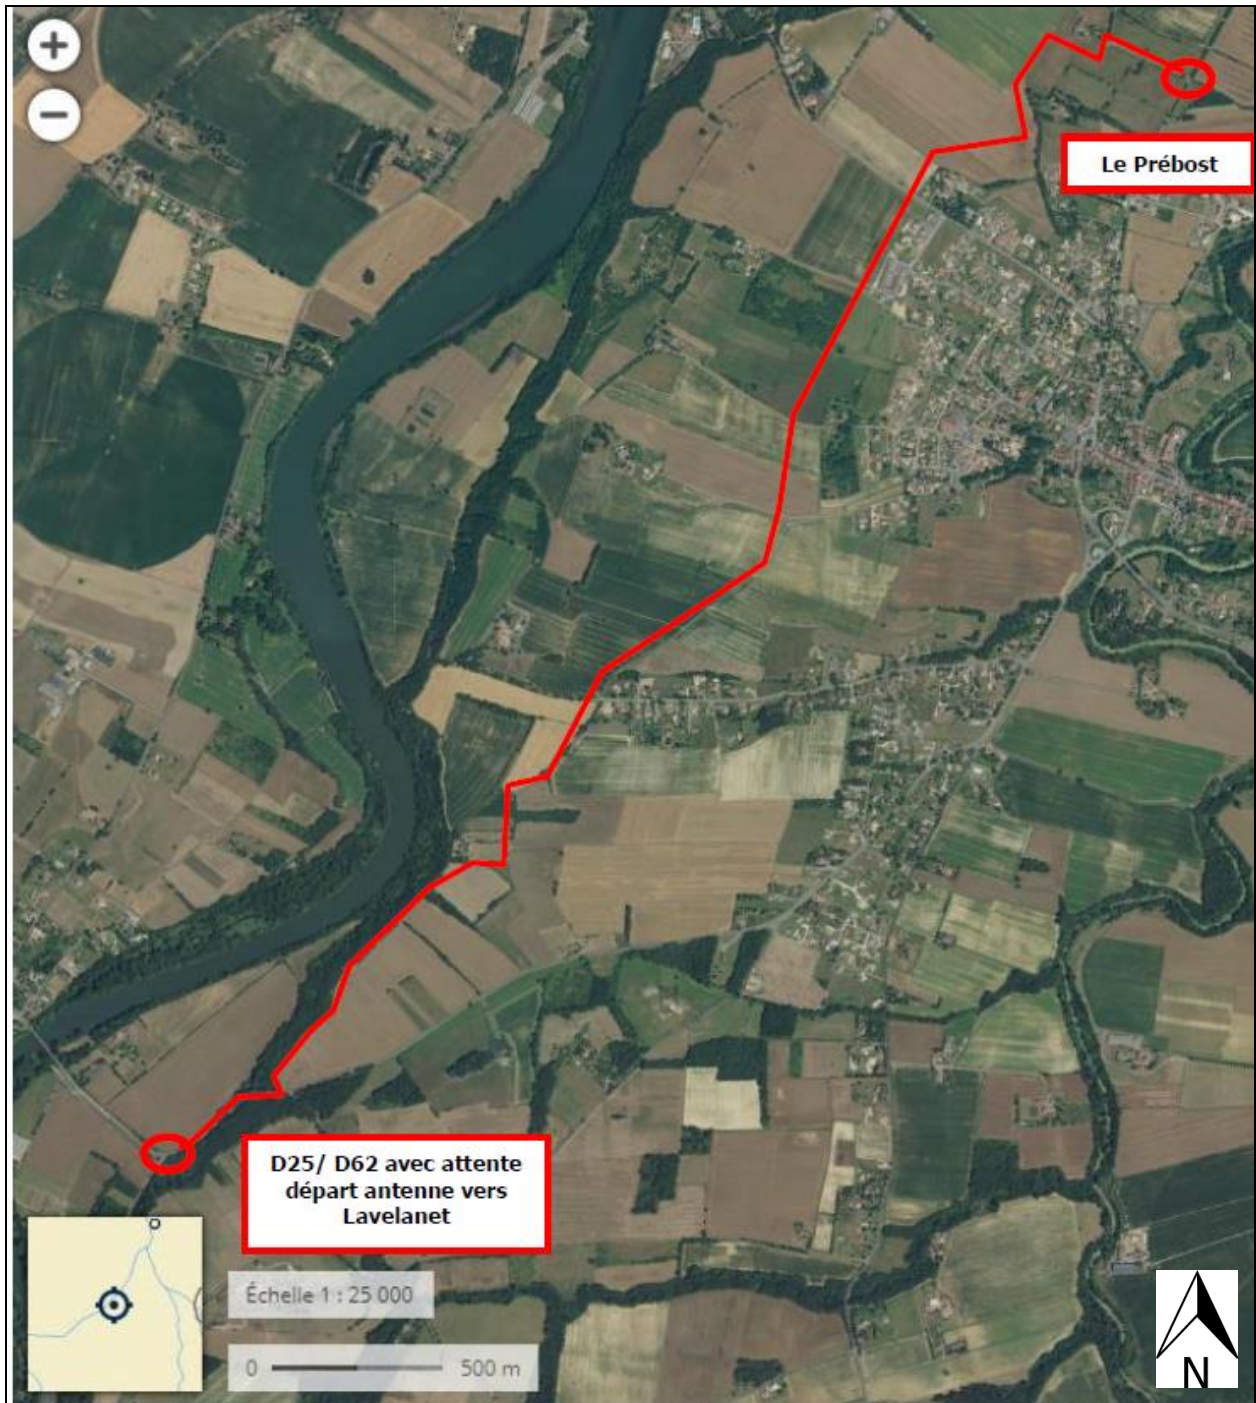 +
−
Le Prébost
D25/ D62 avec attente
départ antenne vers
Lavelanet
Échelle 1 : 25 000
0 500 m
N